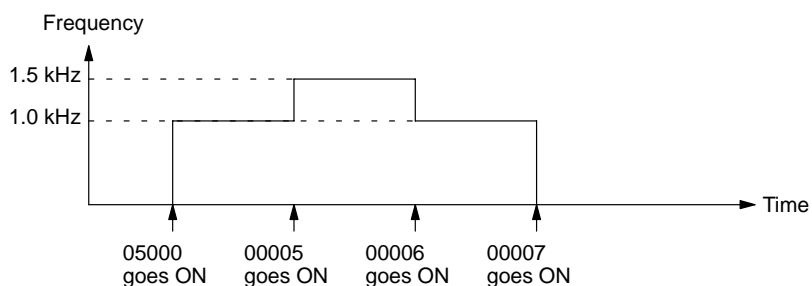 Frequency
1.5 kHz
1.0 kHz
Time
05000 00005 00006 00007
goes ON goes ON goes ON goes ON